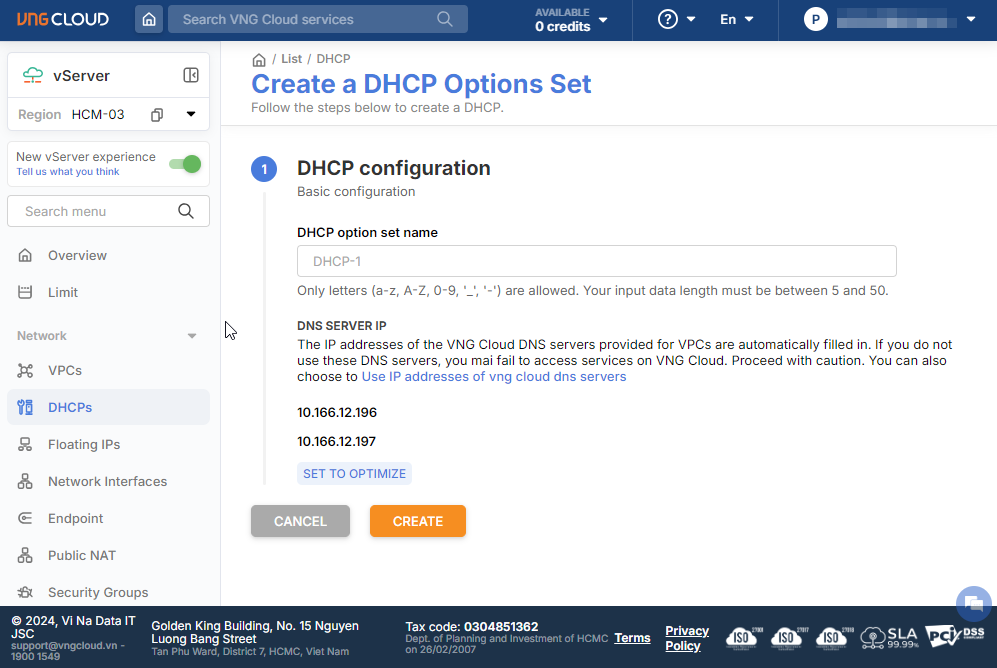 VNG CLOUD
Search VNG Cloud services
AVAILABLE
0 credits
?
En
P
vServer
Region HCM-03
New vServer experience
Tell us what you think
Search menu
Overview
Limit
Network
VPCs
DHCPs
Floating IPs
Network Interfaces
Endpoint
Public NAT
Security Groups
/ List / DHCP
Create a DHCP Options Set
Follow the steps below to create a DHCP.
1
DHCP configuration
Basic configuration
DHCP option set name
DHCP-1
Only letters (a-z, A-Z, 0-9, '_', '-') are allowed. Your input data length must be between 5 and 50.
DNS SERVER IP
The IP addresses of the VNG Cloud DNS servers provided for VPCs are automatically filled in. If you do not
use these DNS servers, you mai fail to access services on VNG Cloud. Proceed with caution. You can also
choose to Use IP addresses of vng cloud dns servers
10.166.12.196
10.166.12.197
SET TO OPTIMIZE
CANCEL
CREATE
© 2024, Vi Na Data IT
JSC
support@vngcloud.vn -
1900 1549
Golden King Building, No. 15 Nguyen
Luong Bang Street
Tan Phu Ward, District 7, HCMC, Viet Nam
Tax code: 0304851362
Dept. of Planning and Investment of HCMC
on 26/02/2007
Terms
Privacy
Policy
ISO
ISO
ISO
SLA
99.99%
PCI DSS